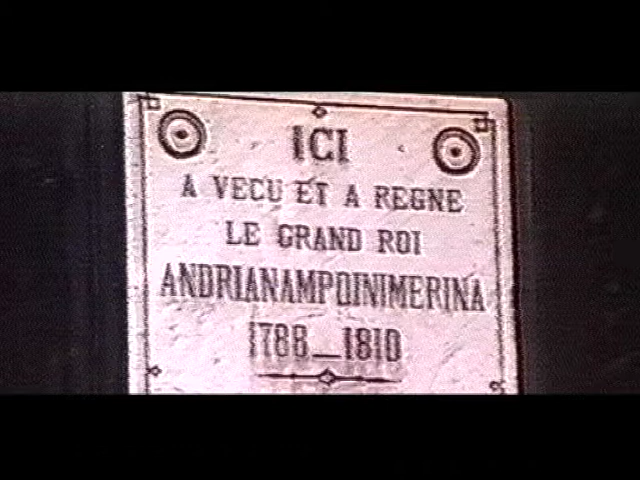 ICI
A VECU ET A REGNE
LE GRAND ROI
ANDRIANAMPOINIMERINA
1788_1810